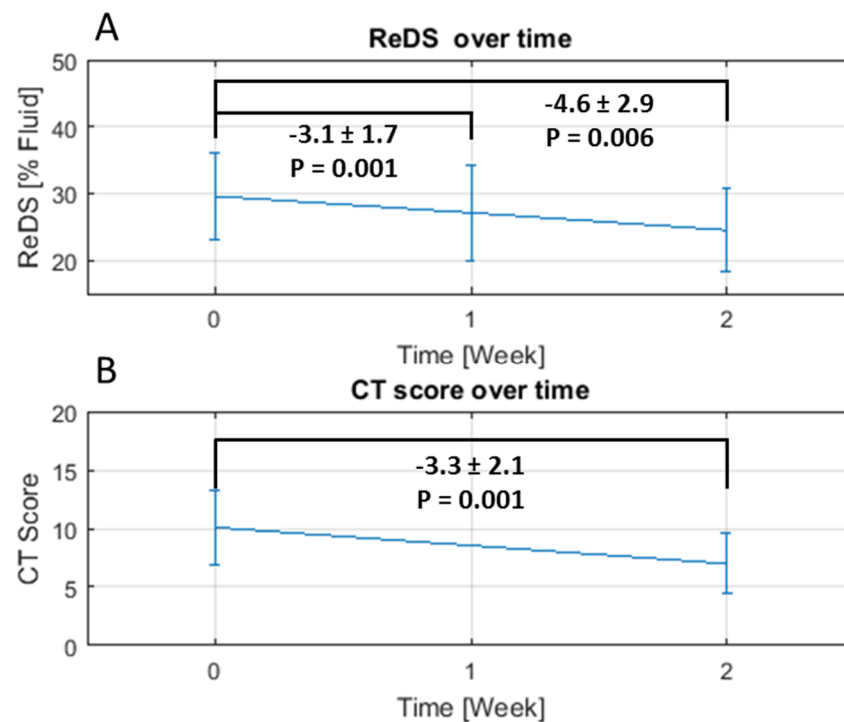 A
ReDS over time
50
40
30
20
ReDS [% Fluid]
-3.1 ± 1.7
P = 0.001
-4.6 ± 2.9
P = 0.006
0 1 2
Time [Week]
B
CT score over time
20
15
10
5
0
CT Score
-3.3 ± 2.1
P = 0.001
0 1 2
Time [Week]